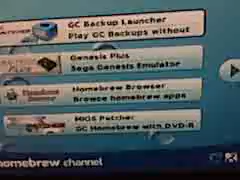 GC Backup Launcher
Play GC Backups without
Genesis Plus
Sega Genesis Emulator
Homebrew Browser
Browse homebrew apps
MIOS Patcher
GC Homebrew with DVD-R
homebrew channel